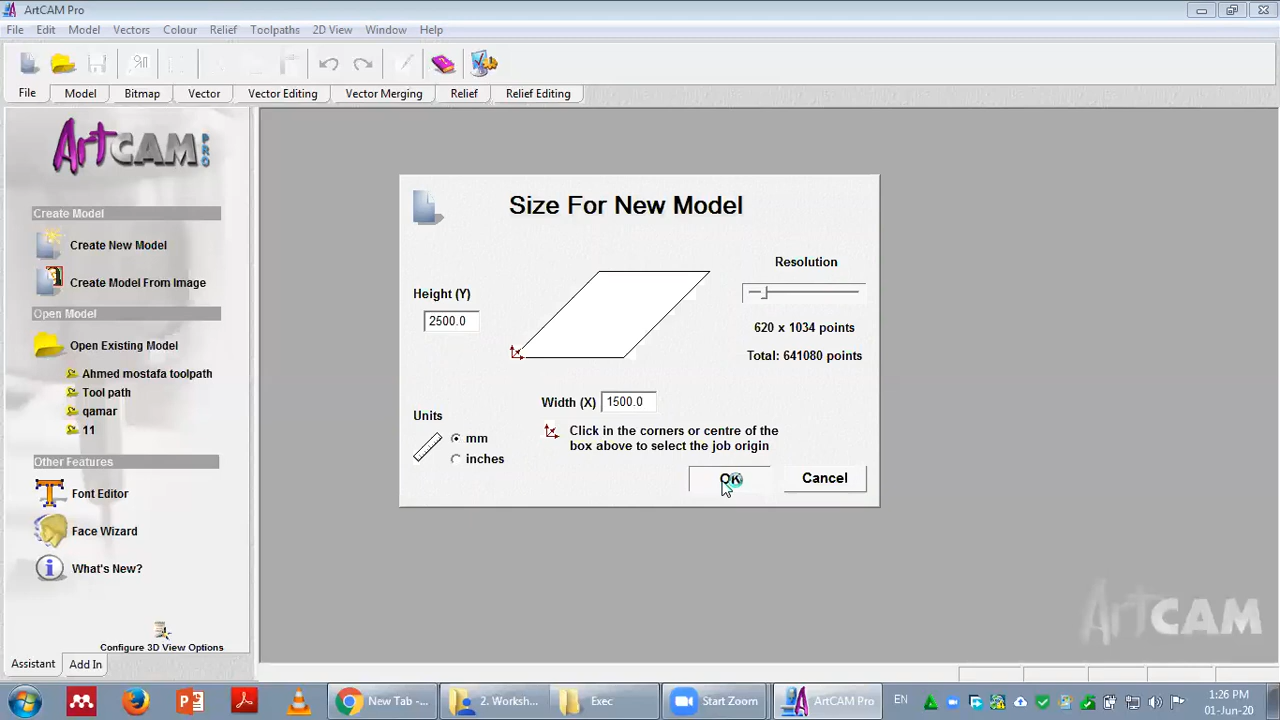 ArtCAM Pro
File Edit Model Vectors Colour Relief Toolpaths 2D View Window Help
File Model Bitmap Vector Vector Editing Vector Merging Relief Relief Editing
ArtCAM PRO
Create Model
Create New Model
Create Model From Image
Open Model
Open Existing Model
Ahmed mostafa toolpath
Tool path
qamar
11
Other Features
Font Editor
Face Wizard
What's New?
Configure 3D View Options
Assistant Add In
Size For New Model
Resolution
Height (Y)
2500.0
620 x 1034 points
Total: 641080 points
Width (X) 1500.0
Units
mm
inches
Click in the corners or centre of the
box above to select the job origin
OK Cancel
ArtCAM
New Tab -... 2. Worksh... Exec Start Zoom ArtCAM Pro EN
1:26 PM
01-Jun-20